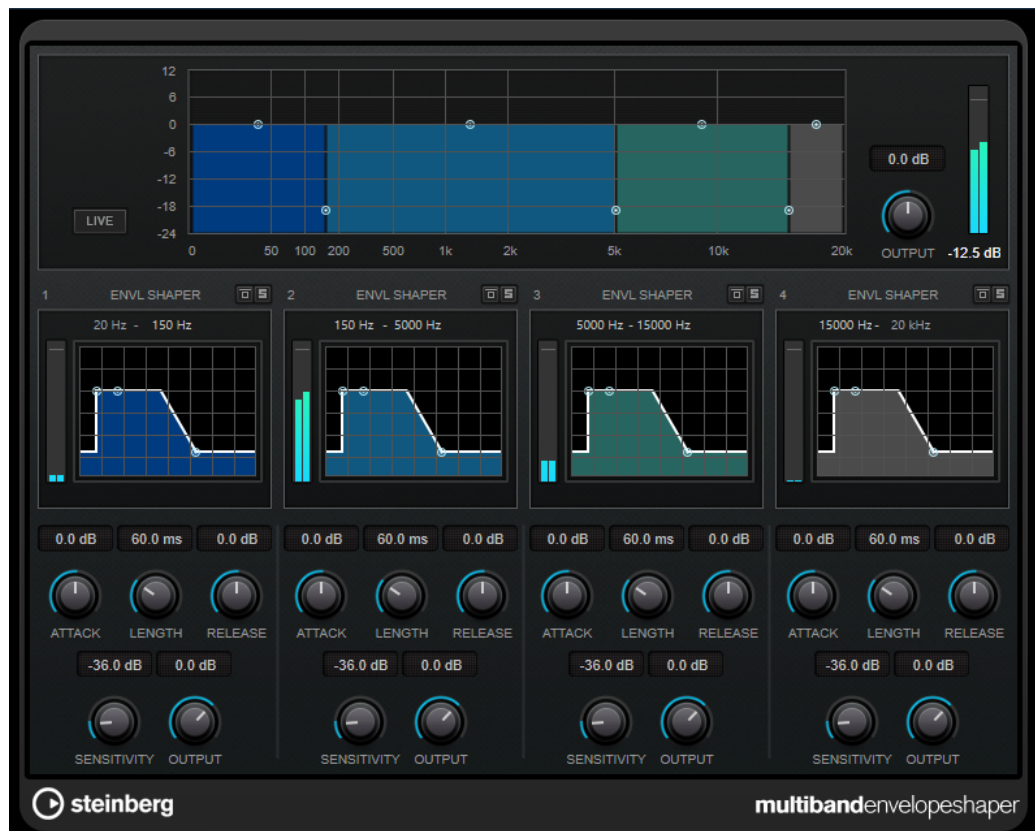 12
6
0
-6
-12
-18
-24
LIVE
0 50 100 200 500 1k 2k 5k 10k 20k
0.0 dB
OUTPUT -12.5 dB
1 ENVL SHAPER S 2 ENVL SHAPER S 3 ENVL SHAPER S 4 ENVL SHAPER S
20 Hz - 150 Hz 150 Hz - 5000 Hz 5000 Hz - 15000 Hz 15000 Hz - 20 kHz
0.0 dB 60.0 ms 0.0 dB 0.0 dB 60.0 ms 0.0 dB 0.0 dB 60.0 ms 0.0 dB 0.0 dB 60.0 ms 0.0 dB
ATTACK LENGTH RELEASE ATTACK LENGTH RELEASE ATTACK LENGTH RELEASE ATTACK LENGTH RELEASE
-36.0 dB 0.0 dB -36.0 dB 0.0 dB -36.0 dB 0.0 dB -36.0 dB 0.0 dB
SENSITIVITY OUTPUT SENSITIVITY OUTPUT SENSITIVITY OUTPUT SENSITIVITY OUTPUT
steinberg multibandenvelopeshaper